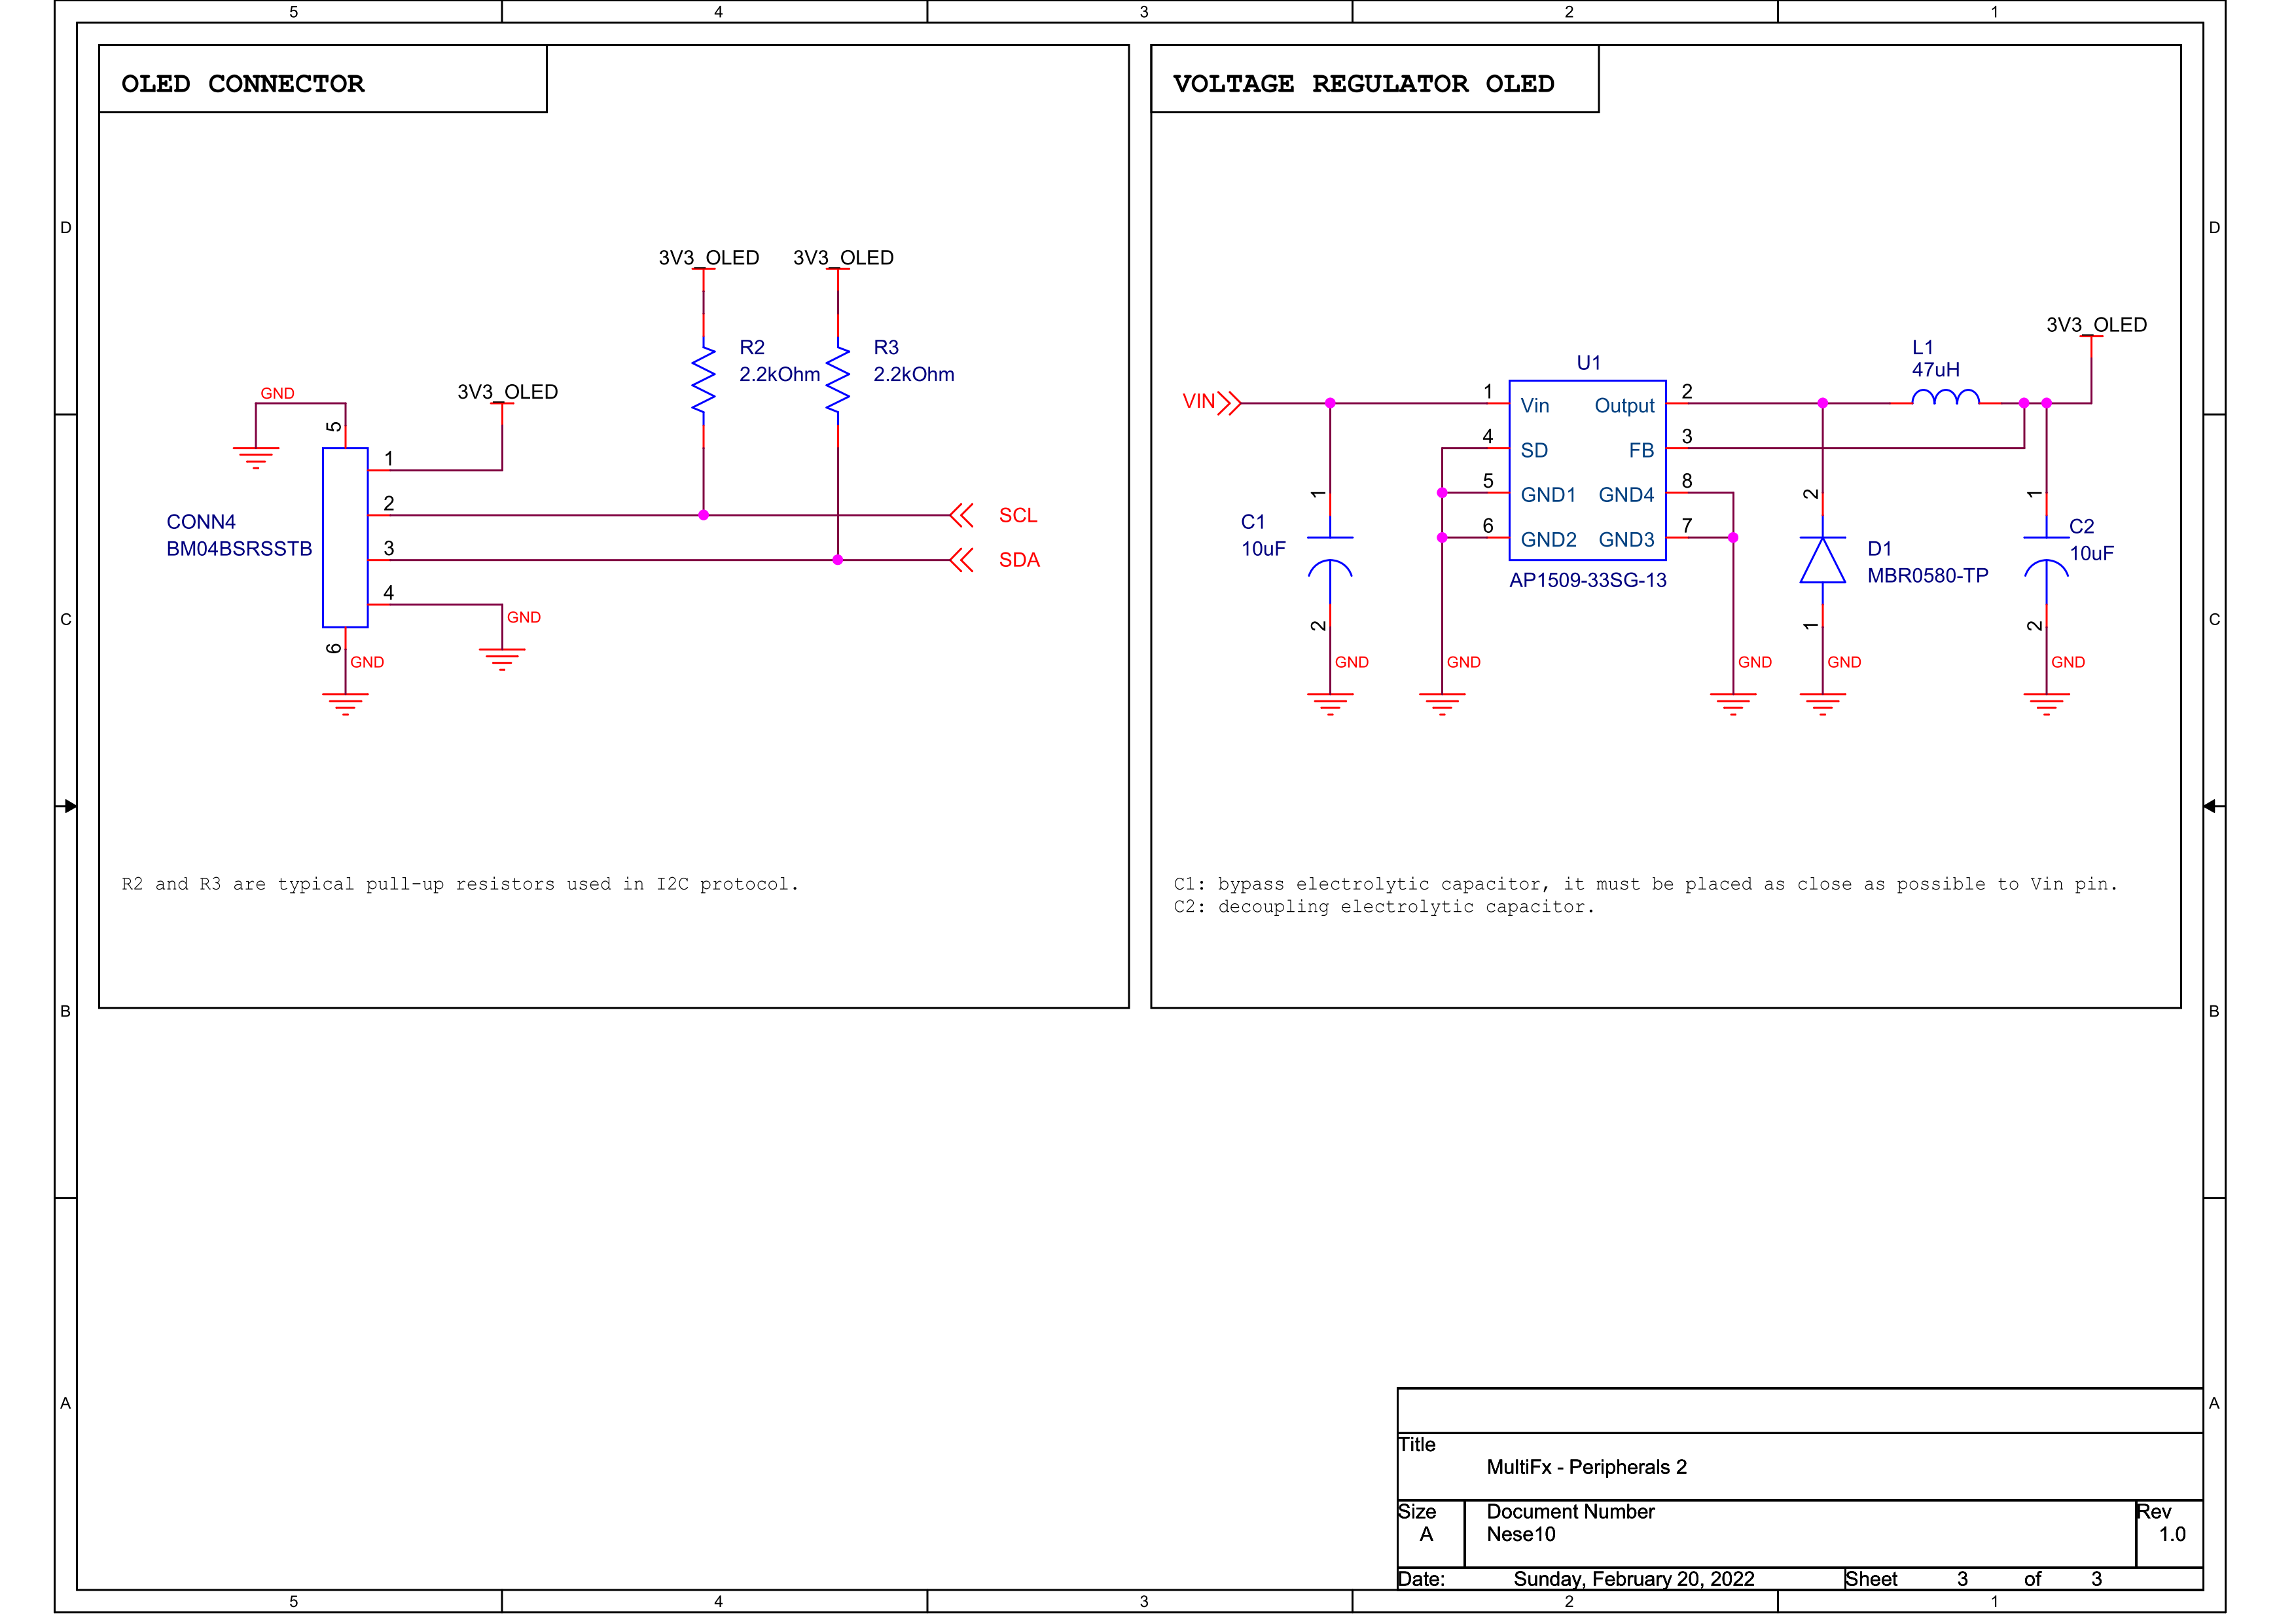 5 4 3 2 1
OLED CONNECTOR
VOLTAGE REGULATOR OLED
D D
3V3_OLED 3V3_OLED
R2
2.2kOhm
R3
2.2kOhm
GND
3V3_OLED
5
1
2
3
4
6
CONN4
BM04BSRSSTB
SCL
SDA
GND
GND
R2 and R3 are typical pull-up resistors used in I2C protocol.
3V3_OLED
L1
47uH
U1
VIN
1 Vin Output 2
4 SD FB 3
5 GND1 GND4 8
6 GND2 GND3 7
AP1509-33SG-13
1
C1
10uF
2
2
D1
MBR0580-TP
1
1
C2
10uF
2
GND GND GND GND GND
C1: bypass electrolytic capacitor, it must be placed as close as possible to Vin pin.
C2: decoupling electrolytic capacitor.
C C
B B
A A
Title
MultiFx - Peripherals 2
Size Document Number Rev
A Nese10 1.0
Date: Sunday, February 20, 2022 Sheet 3 of 3
5 4 3 2 1